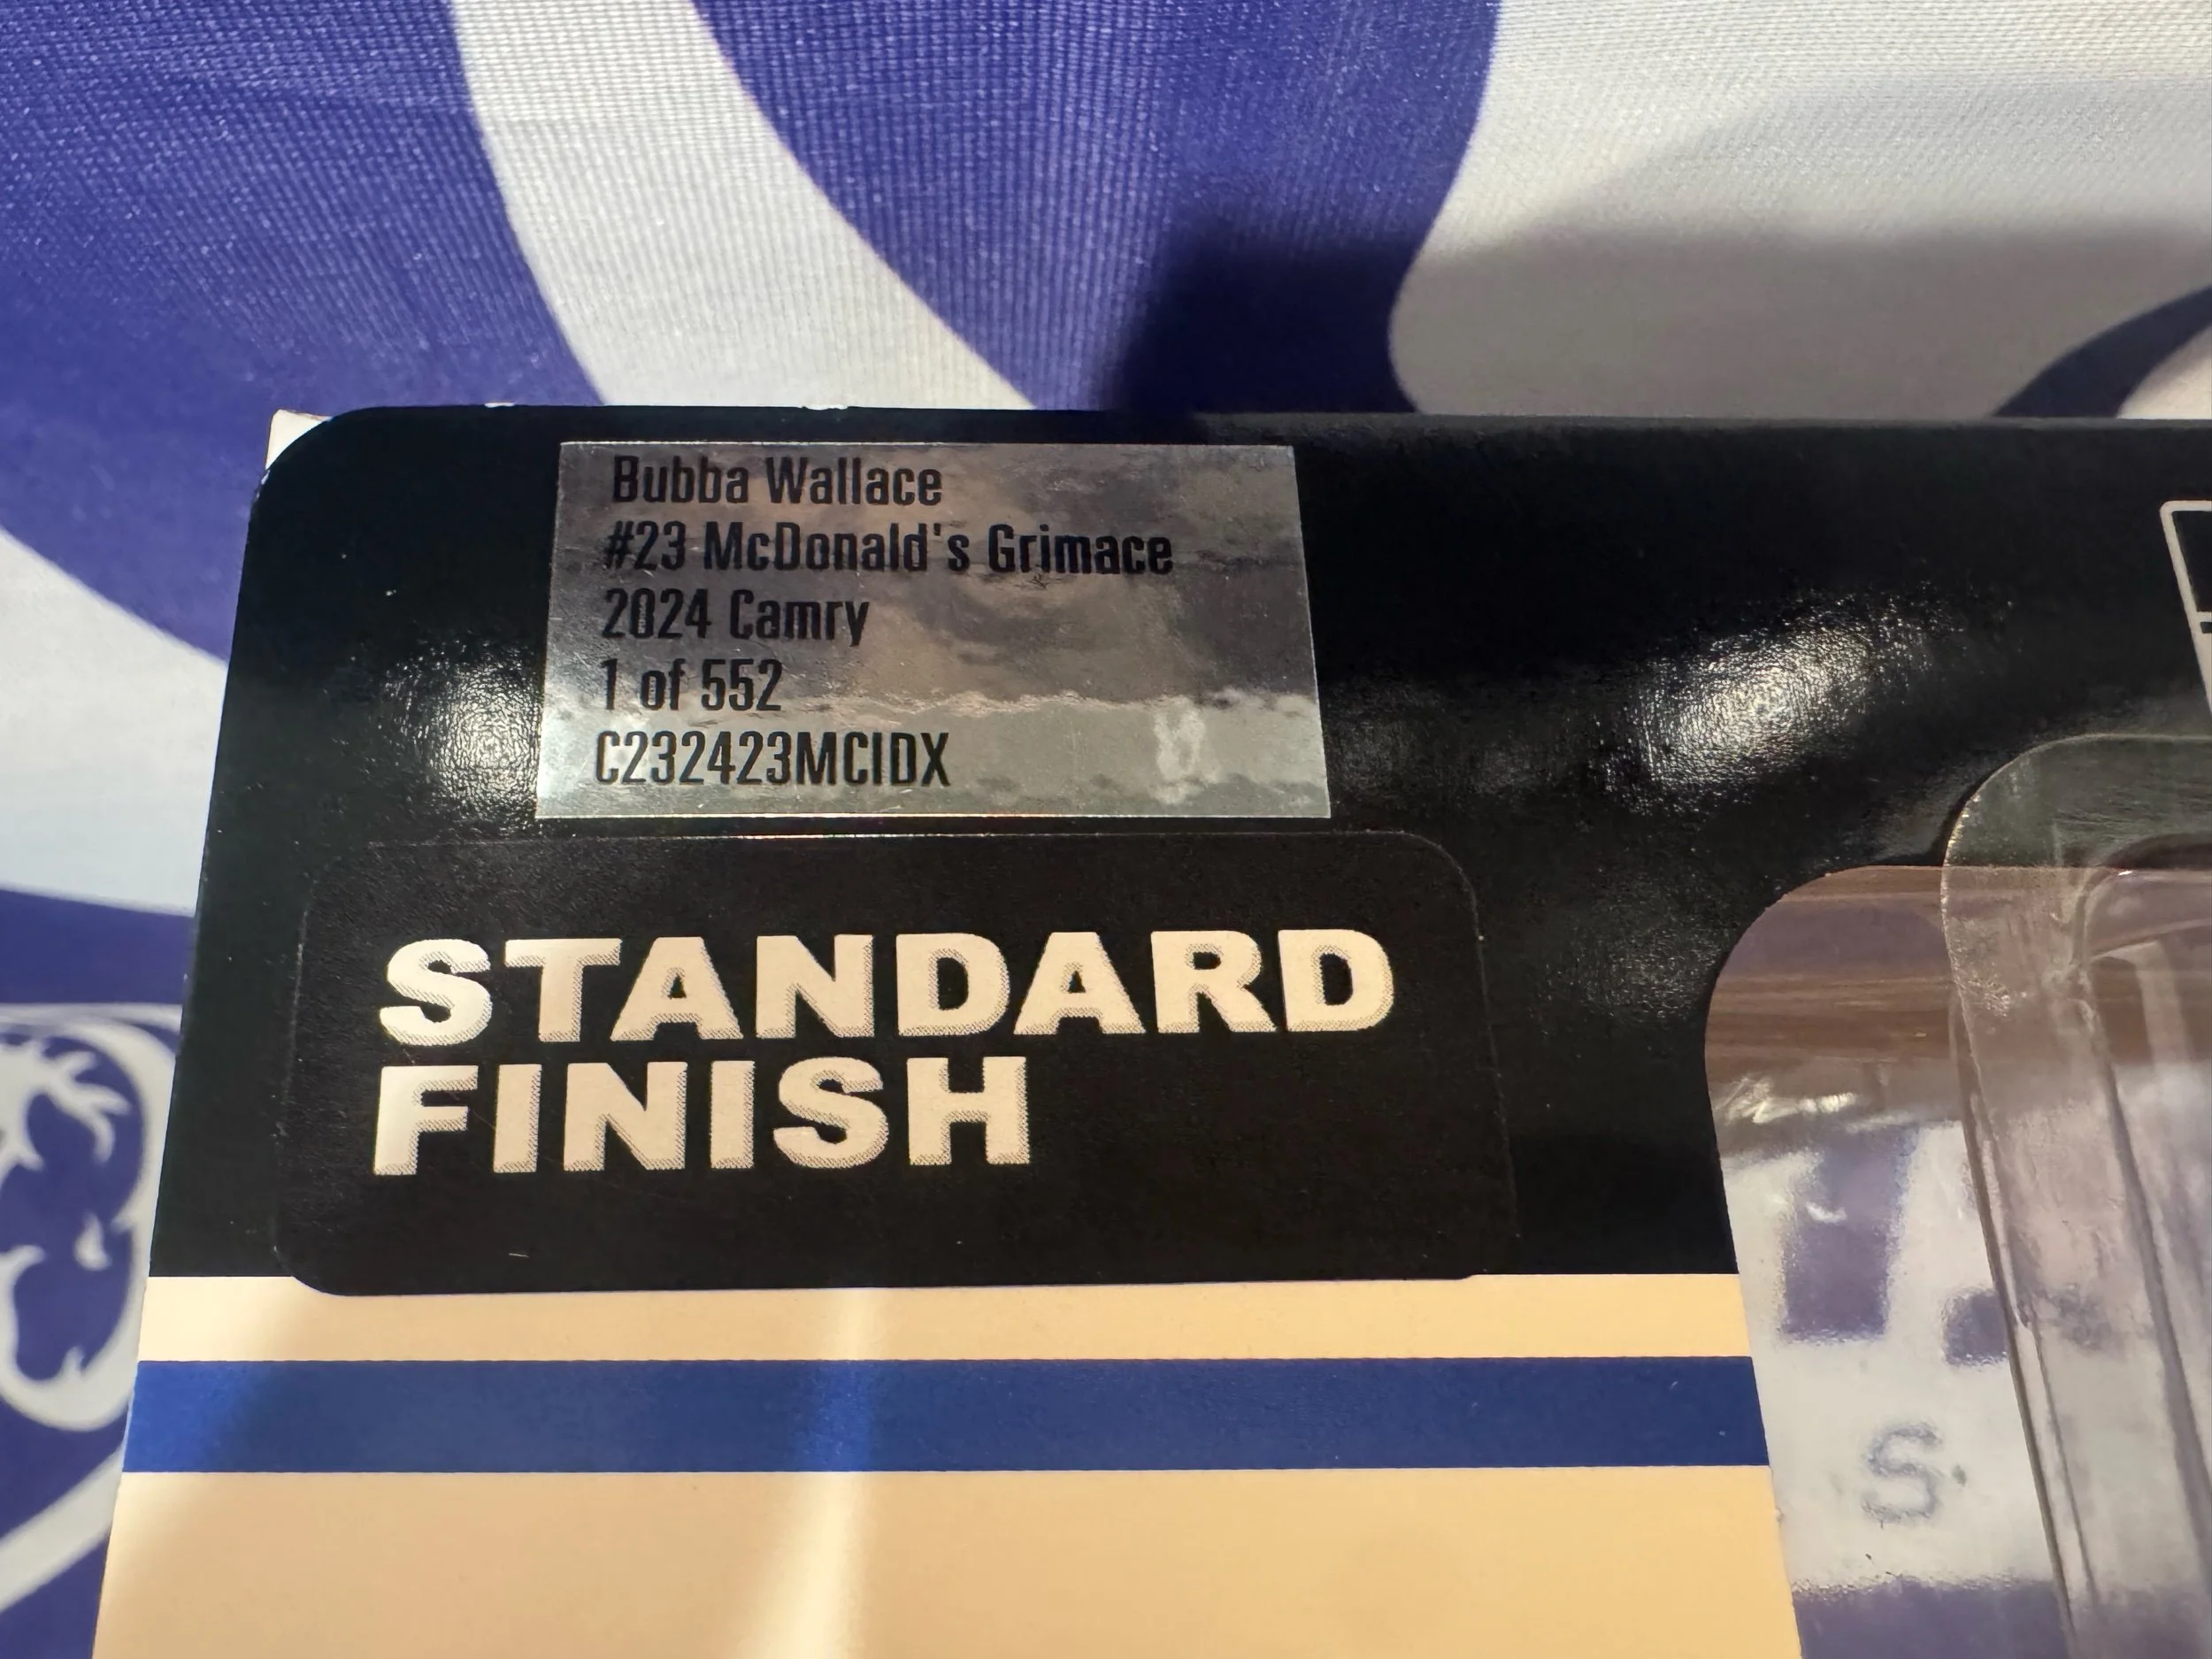 Bubba Wallace
#23 McDonald's Grimace
2024 Camry
1 of 552
C232423MCIDX
STANDARD
FINISH
S